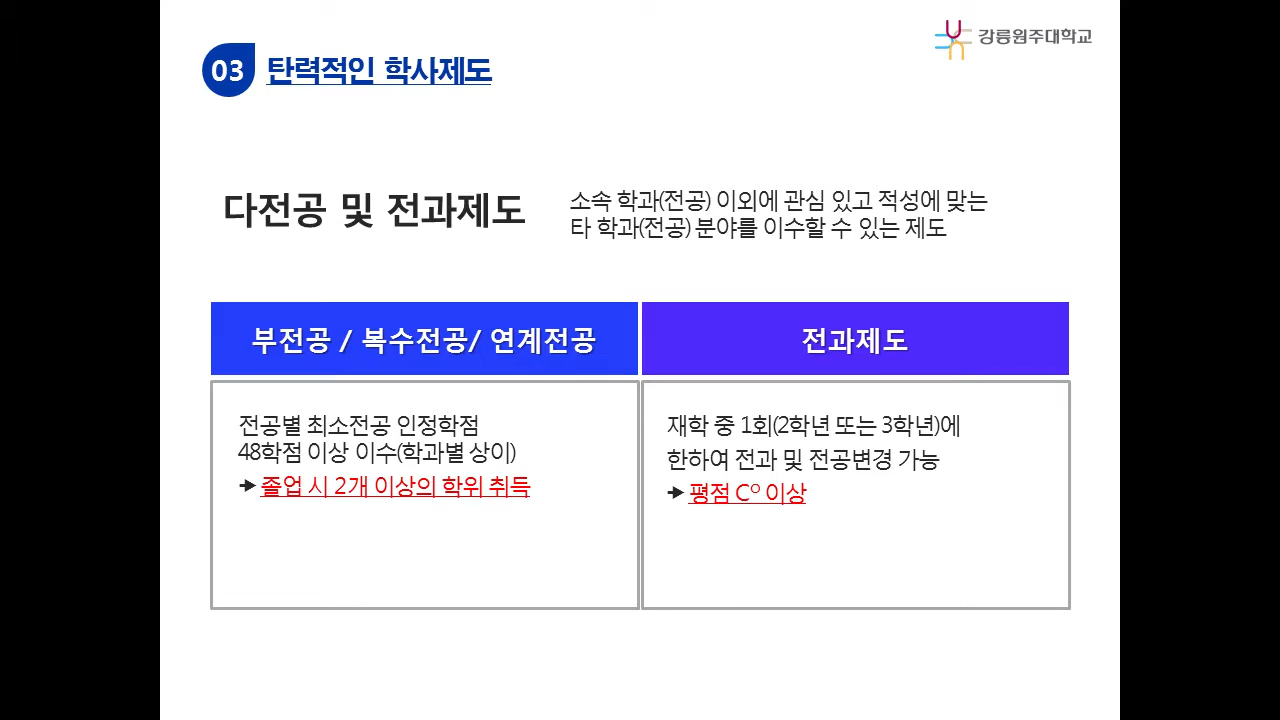 강릉원주대학교
03 탄력적인 학사제도
다전공 및 전과제도
소속 학과(전공) 이외에 관심 있고 적성에 맞는
타 학과(전공) 분야를 이수할 수 있는 제도
부전공 / 복수전공/ 연계전공
전공별 최소전공 인정학점
48학점 이상 이수(학과별 상이)
→ 졸업 시 2개 이상의 학위 취득
전과제도
재학 중 1회(2학년 또는 3학년)에
한하여 전과 및 전공변경 가능
→ 평점 C⁰ 이상